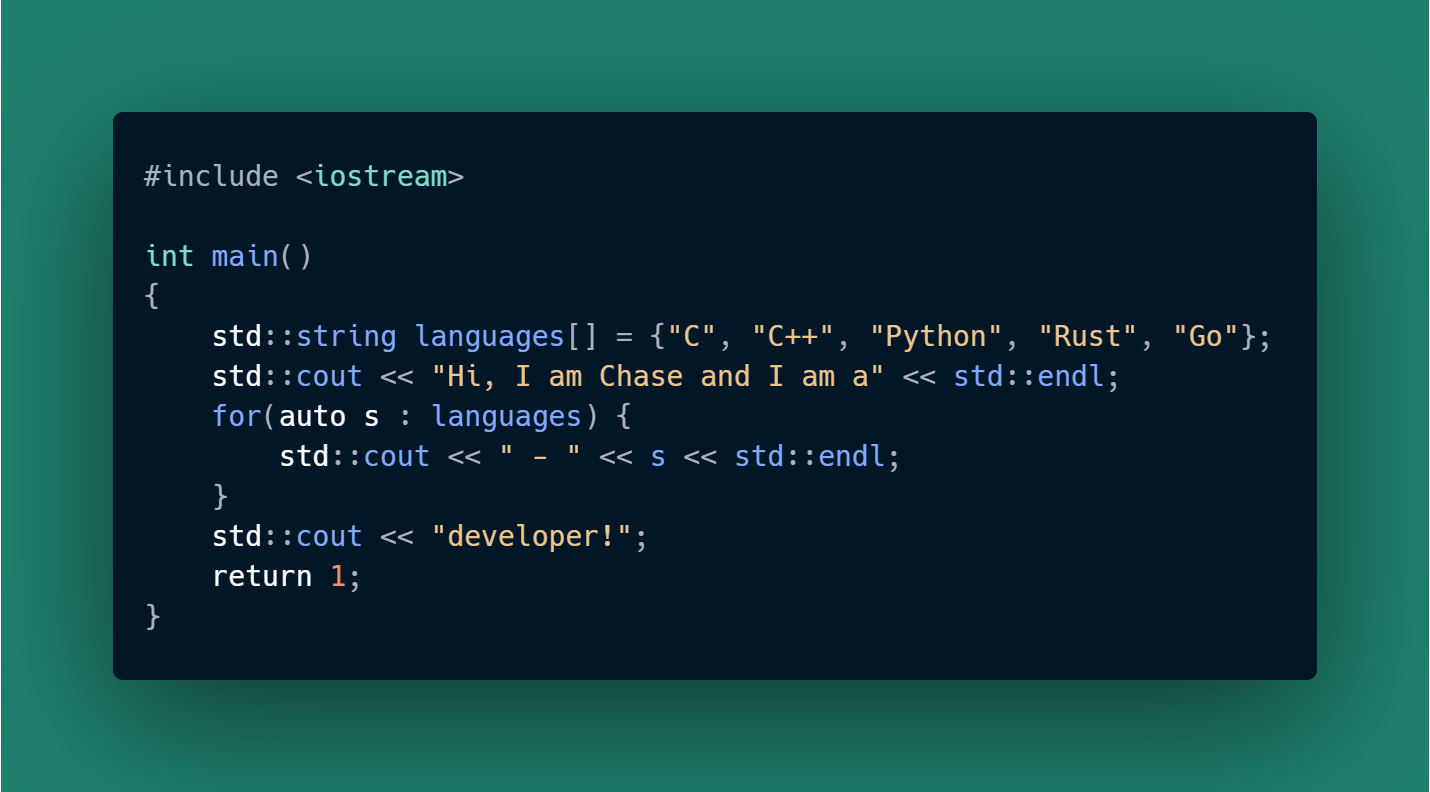 #include <iostream>

int main()
{
    std::string languages[] = {"C", "C++", "Python", "Rust", "Go"};
    std::cout << "Hi, I am Chase and I am a" << std::endl;
    for(auto s : languages) {
        std::cout << " - " << s << std::endl;
    }
    std::cout << "developer!";
    return 1;
}